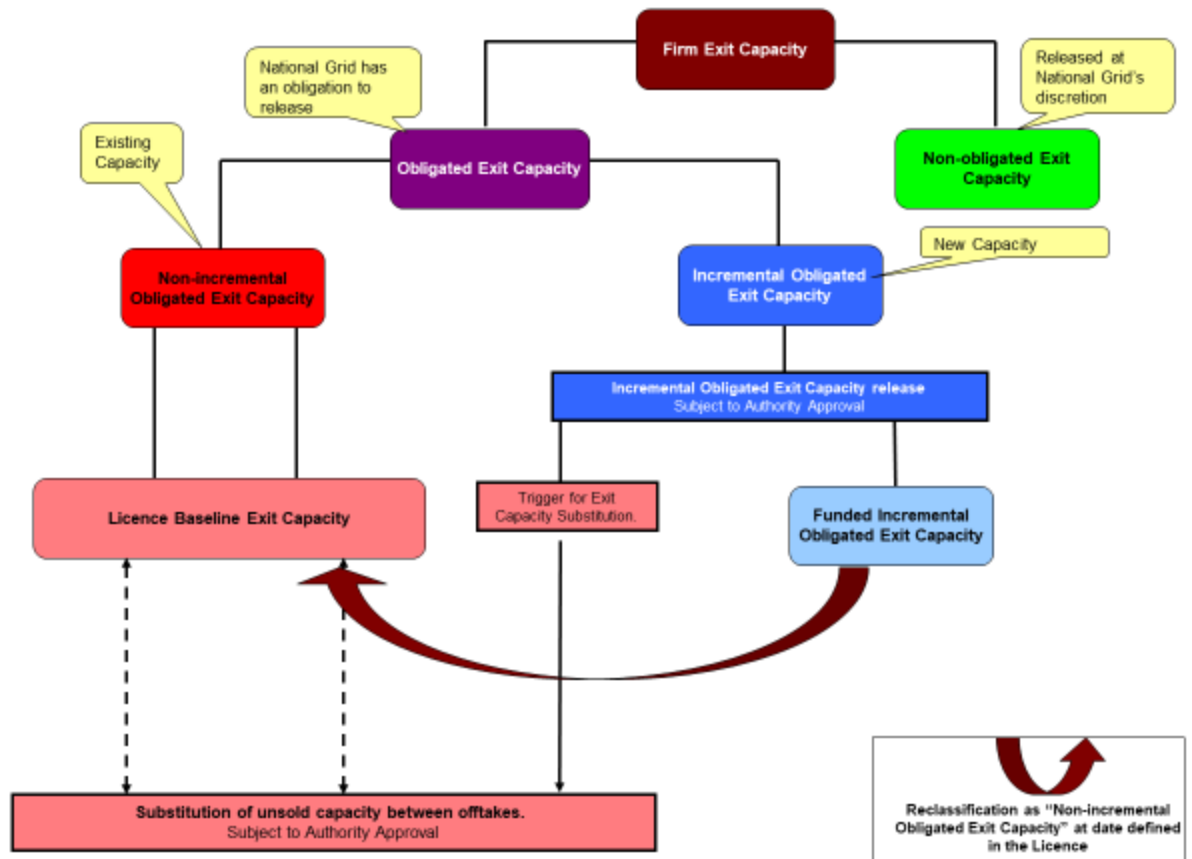 Firm Exit Capacity
National Grid has
an obligation to
release
Released at
National Grid's
discretion
Existing
Capacity
Obligated Exit Capacity
Non-obligated Exit
Capacity
New Capacity
Non-incremental
Obligated Exit Capacity
Incremental Obligated
Exit Capacity
Incremental Obligated Exit Capacity release
Subject to Authority Approval
Licence Baseline Exit Capacity
Trigger for Exit
Capacity Substitution.
Funded Incremental
Obligated Exit Capacity
Substitution of unsold capacity between offtakes.
Subject to Authority Approval
Reclassification as “Non-incremental
Obligated Exit Capacity” at date defined
in the Licence